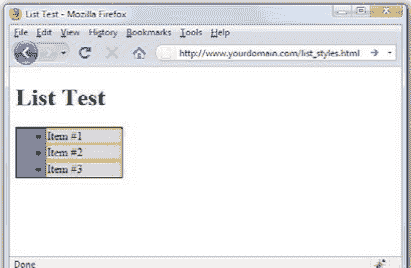 List Test - Mozilla Firefox
File Edit View History Bookmarks Tools Help
http://www.yourdomain.com/list_styles.html
List Test
Item #1
Item #2
Item #3
Done